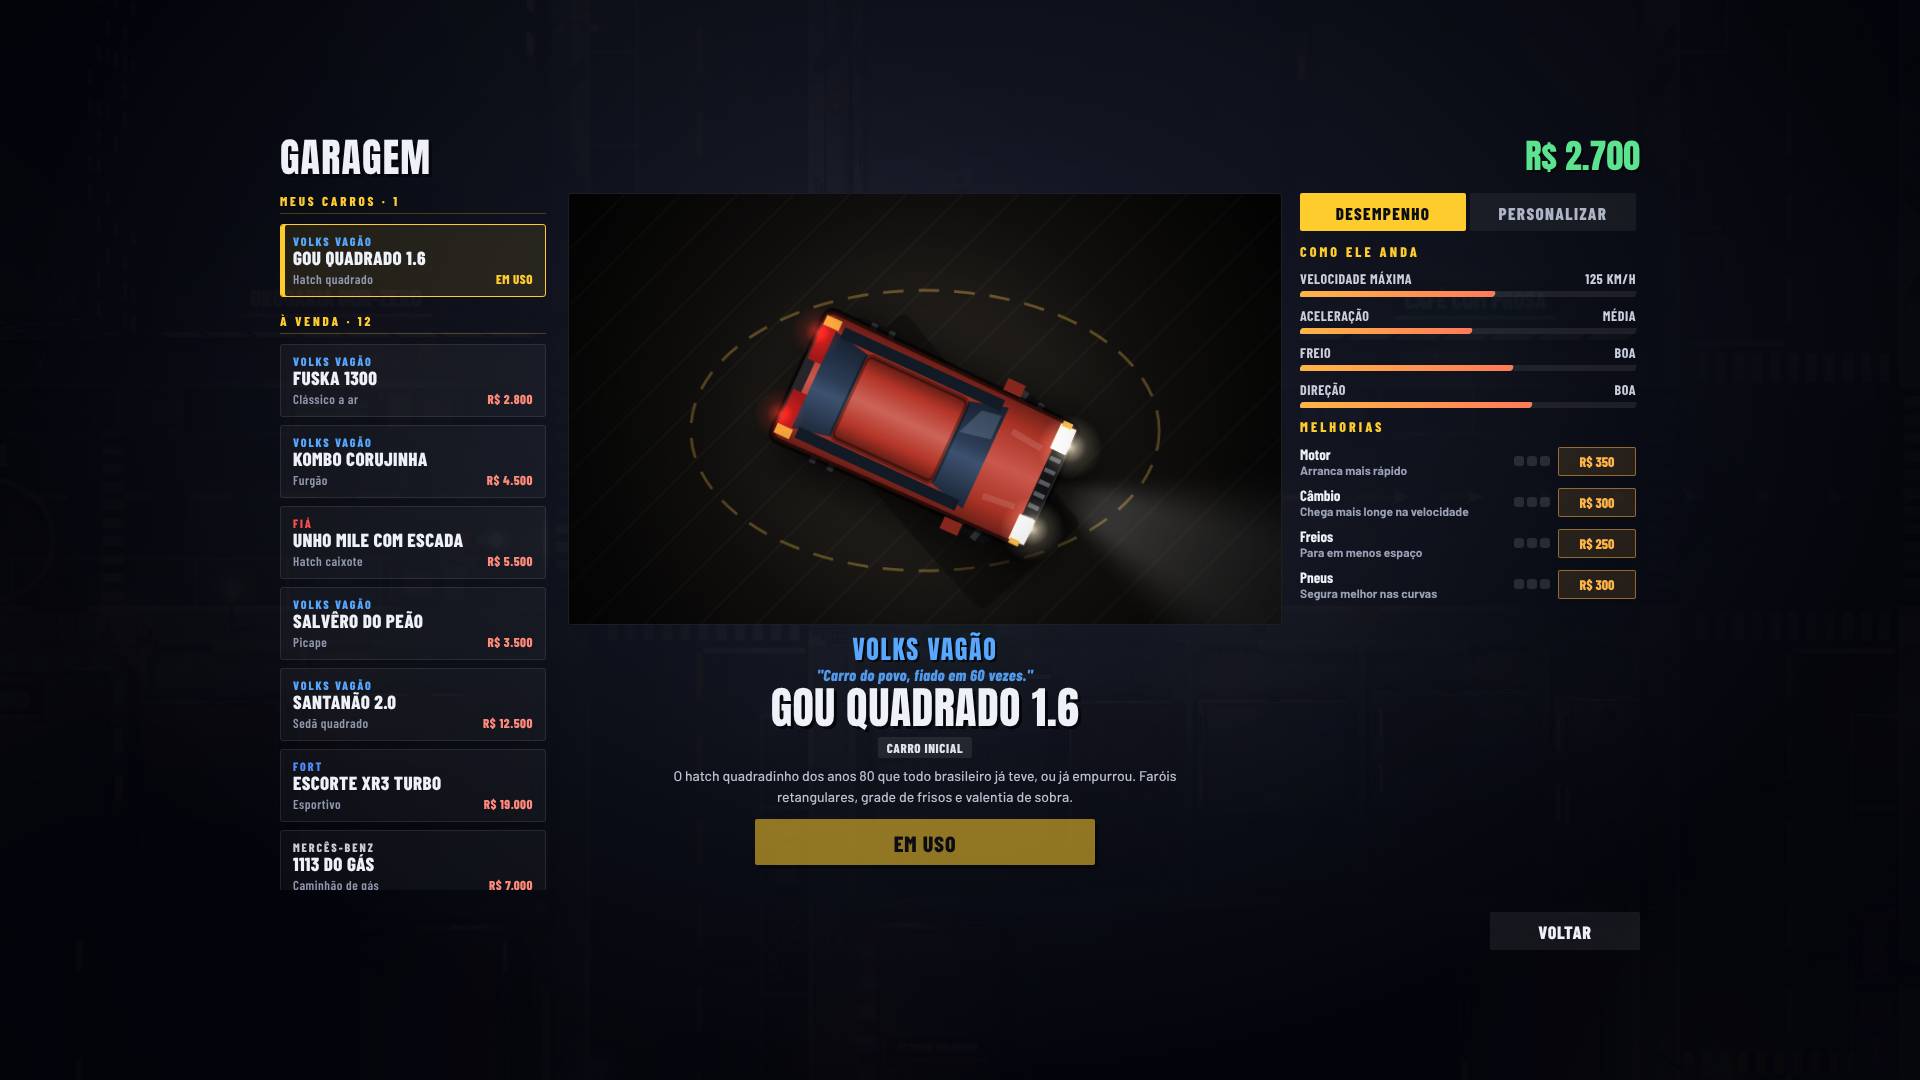 GARAGEM
R$ 2.700
MEUS CARROS · 1
VOLKS VAGÃO
GOU QUADRADO 1.6
Hatch quadrado
EM USO
À VENDA · 12
VOLKS VAGÃO
FUSKA 1300
Clássico a ar
R$ 2.800
VOLKS VAGÃO
KOMBO CORUJINHA
Furgão
R$ 4.500
FIÁ
UNHO MILE COM ESCADA
Hatch caixote
R$ 5.500
VOLKS VAGÃO
SALVÊRO DO PEÃO
Picape
R$ 3.500
VOLKS VAGÃO
SANTANÃO 2.0
Sedã quadrado
R$ 12.500
FORT
ESCORTE XR3 TURBO
Esportivo
R$ 19.000
MERCÊS-BENZ
1113 DO GÁS
Caminhão de gás
R$ 7.000
VOLKS VAGÃO
"Carro do povo, fiado em 60 vezes."
GOU QUADRADO 1.6
CARRO INICIAL
O hatch quadradinho dos anos 80 que todo brasileiro já teve, ou já empurrou. Faróis
retangulares, grade de frisos e valentia de sobra.
EM USO
DESEMPENHO
PERSONALIZAR
COMO ELE ANDA
VELOCIDADE MÁXIMA
125 KM/H
ACELERAÇÃO
MÉDIA
FREIO
BOA
DIREÇÃO
BOA
MELHORIAS
Motor
Arranca mais rápido
R$ 350
Câmbio
Chega mais longe na velocidade
R$ 300
Freios
Para em menos espaço
R$ 250
Pneus
Segura melhor nas curvas
R$ 300
VOLTAR